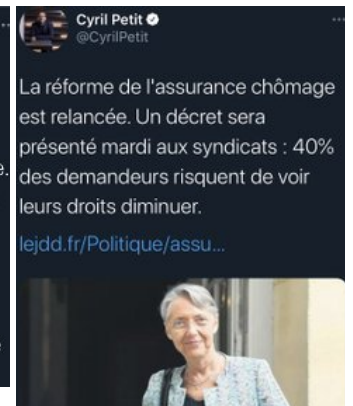 Cyril Petit
@CyrilPetit
La réforme de l'assurance chômage
est relancée. Un décret sera
présenté mardi aux syndicats : 40%
des demandeurs risquent de voir
leurs droits diminuer.
lejdd.fr/Politique/assu...